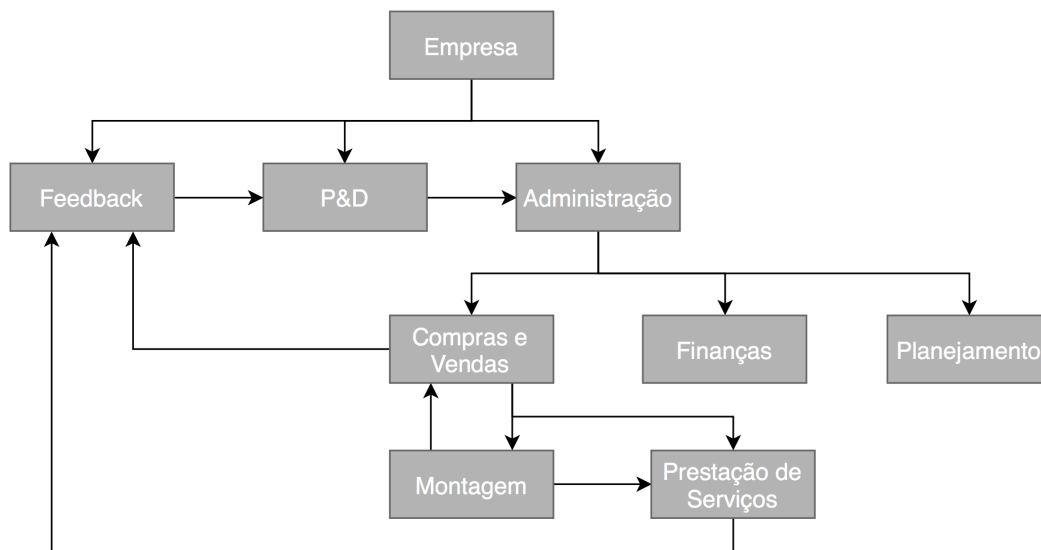 Empresa
Feedback
P&D
Administração
Compras e
Vendas
Finanças
Planejamento
Montagem
Prestação de
Serviços